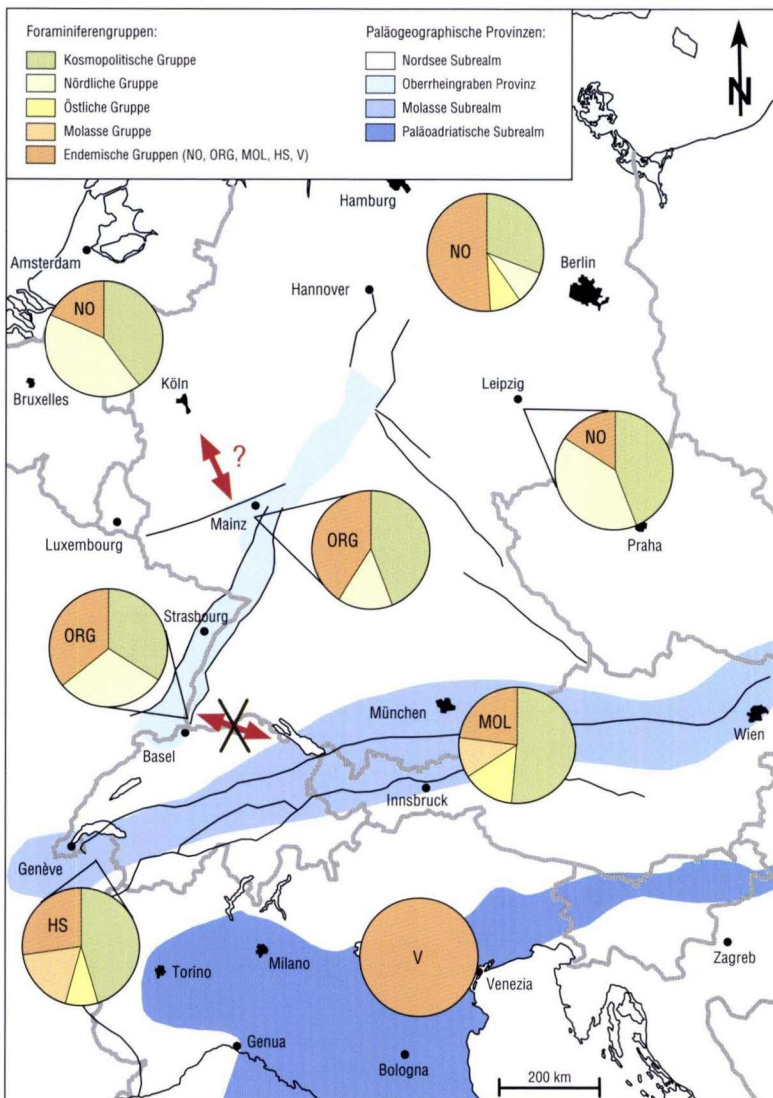 Foraminiferengruppen:
Kosmopolitische Gruppe
Nördliche Gruppe
Östliche Gruppe
Molasse Gruppe
Endemische Gruppen (NO, ORG, MOL, HS, V)
Paläogeographische Provinzen:
Nordsee Subrealm
Oberrheingraben Provinz
Molasse Subrealm
Paläoadriatische Subrealm
N
Hamburg
Amsterdam
NO
Berlin
Hannover
NO
Bruxelles
Köln
Leipzig
NO
?
Mainz
Luxembourg
Praha
ORG
Strasbourg
ORG
München
MOL
Wien
Basel
Innsbruck
Genève
HS
Torino
Milano
V
Venezia
Zagreb
Genua
Bologna
200 km